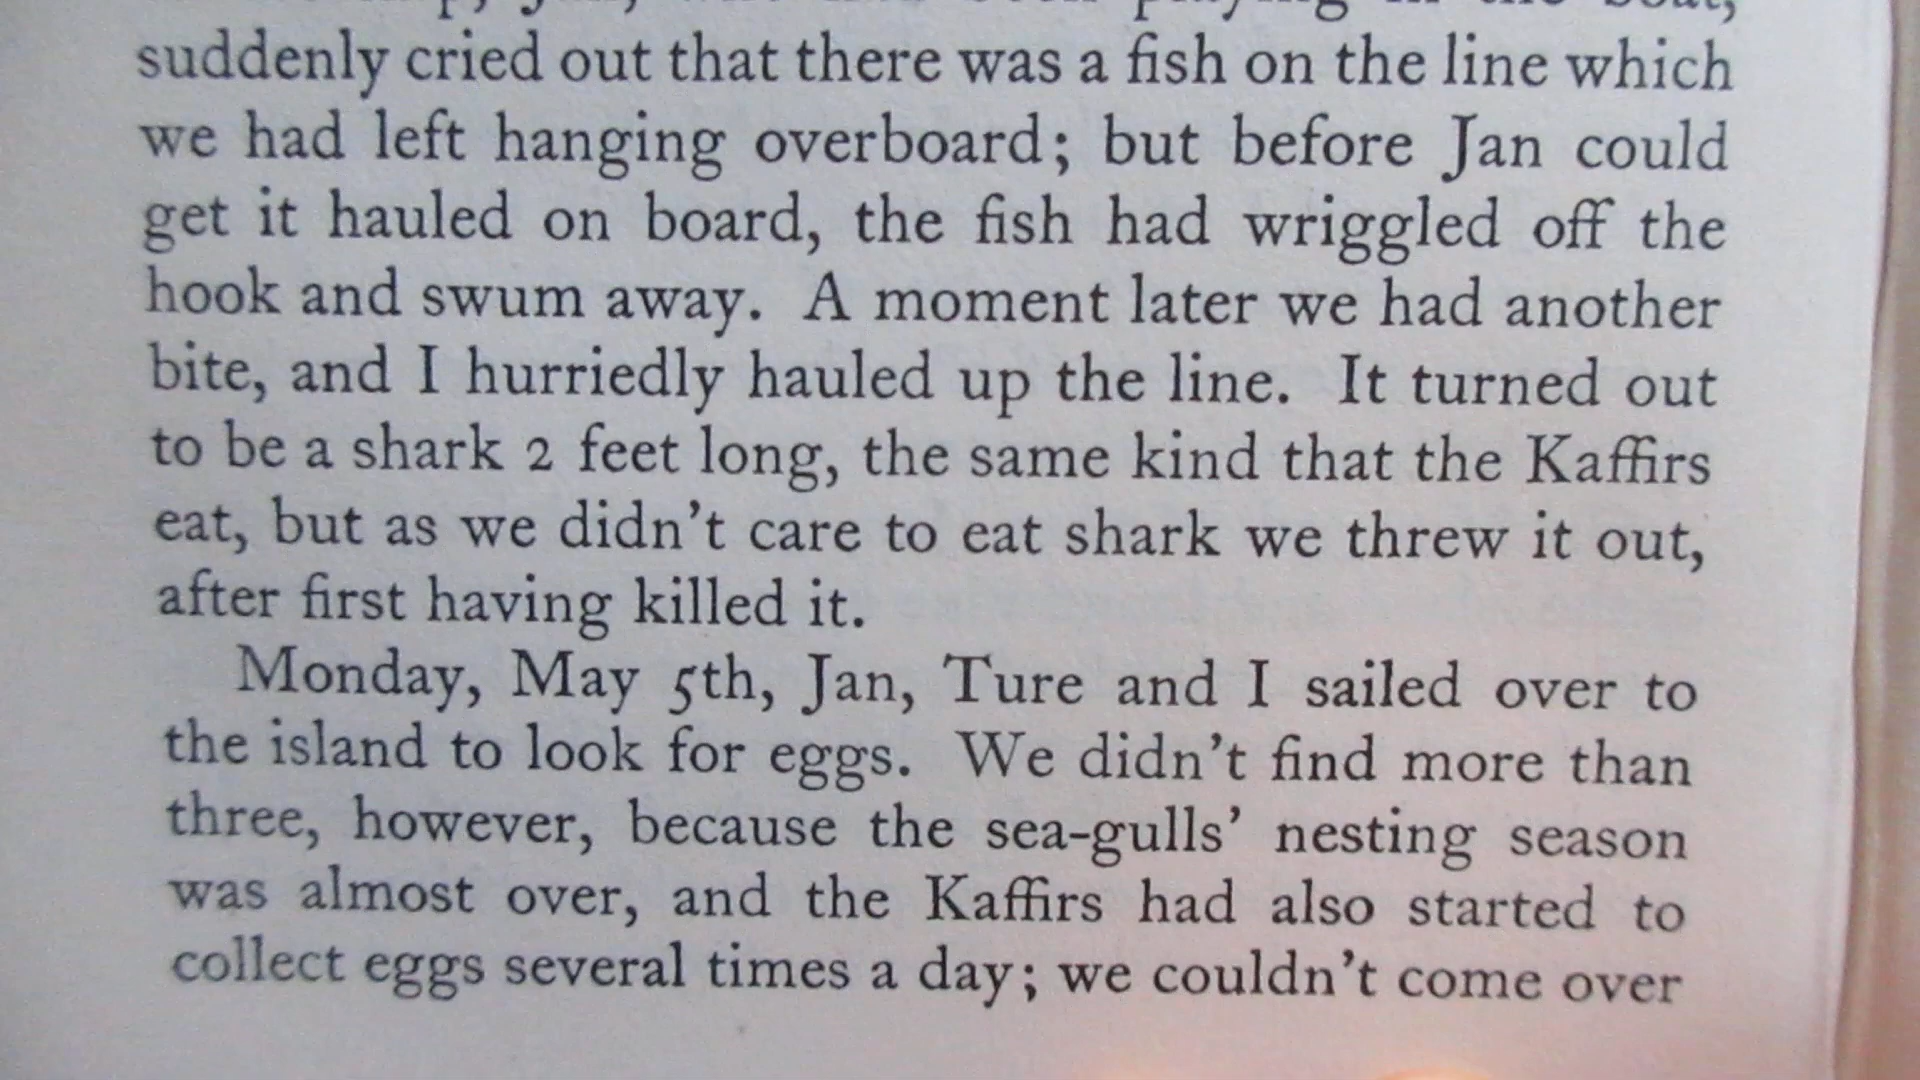 playing in the boat,
suddenly cried out that there was a fish on the line which
we had left hanging overboard; but before Jan could
get it hauled on board, the fish had wriggled off the
hook and swum away. A moment later we had another
bite, and I hurriedly hauled up the line. It turned out
to be a shark 2 feet long, the same kind that the Kaffirs
eat, but as we didn't care to eat shark we threw it out,
after first having killed it.
Monday, May 5th, Jan, Ture and I sailed over to
the island to look for eggs. We didn't find more than
three, however, because the sea-gulls' nesting season
was almost over, and the Kaffirs had also started to
collect eggs several times a day; we couldn't come over